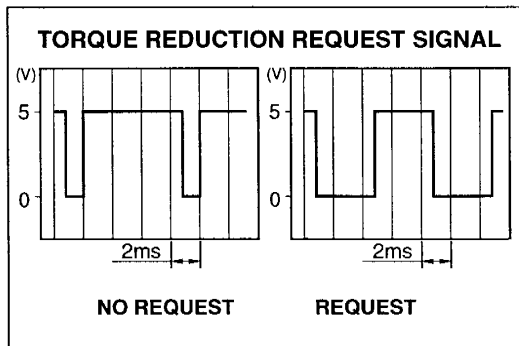 TORQUE REDUCTION REQUEST SIGNAL
(V) (V)
5 5
0 0
2ms 2ms
NO REQUEST REQUEST